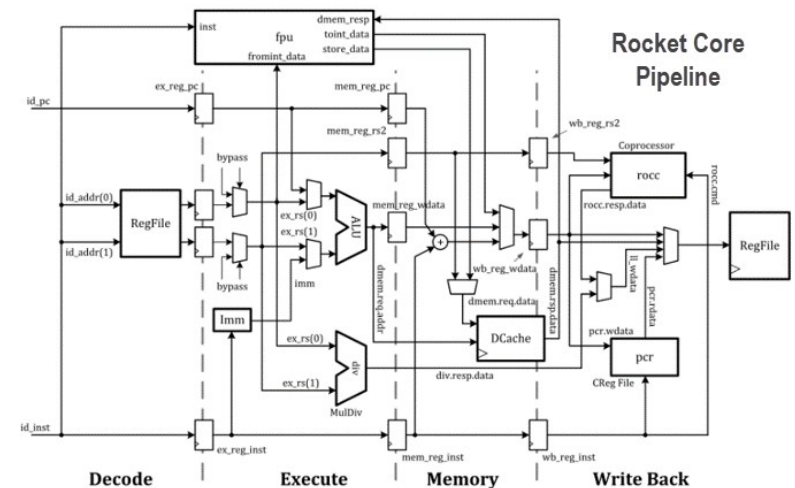 Rocket Core
Pipeline
inst
fpu
dmem_resp
toint_data
store_data
fromint_data
id_pc
ex_reg_pc
mem_reg_pc
mem_reg_rs2
wb_reg_rs2
Coprocessor
rocc
rocc.cmd
rocc.resp.data
bypass
id_addr(0)
id_addr(1)
RegFile
ex_rs(0)
ex_rs(1)
ALU
mem_reg_wdata
wb_reg_wdata
ll_wdata
RegFile
bypass
imm
Imm
dmem.req.addr
dmem.req.data
dmem.rsp.data
DCache
pcr.wdata
pcr.rdata
pcr
CReg File
ex_rs(0)
ex_rs(1)
div
MulDiv
div.resp.data
id_inst
ex_reg_inst
mem_reg_inst
wb_reg_inst
Decode
Execute
Memory
Write Back